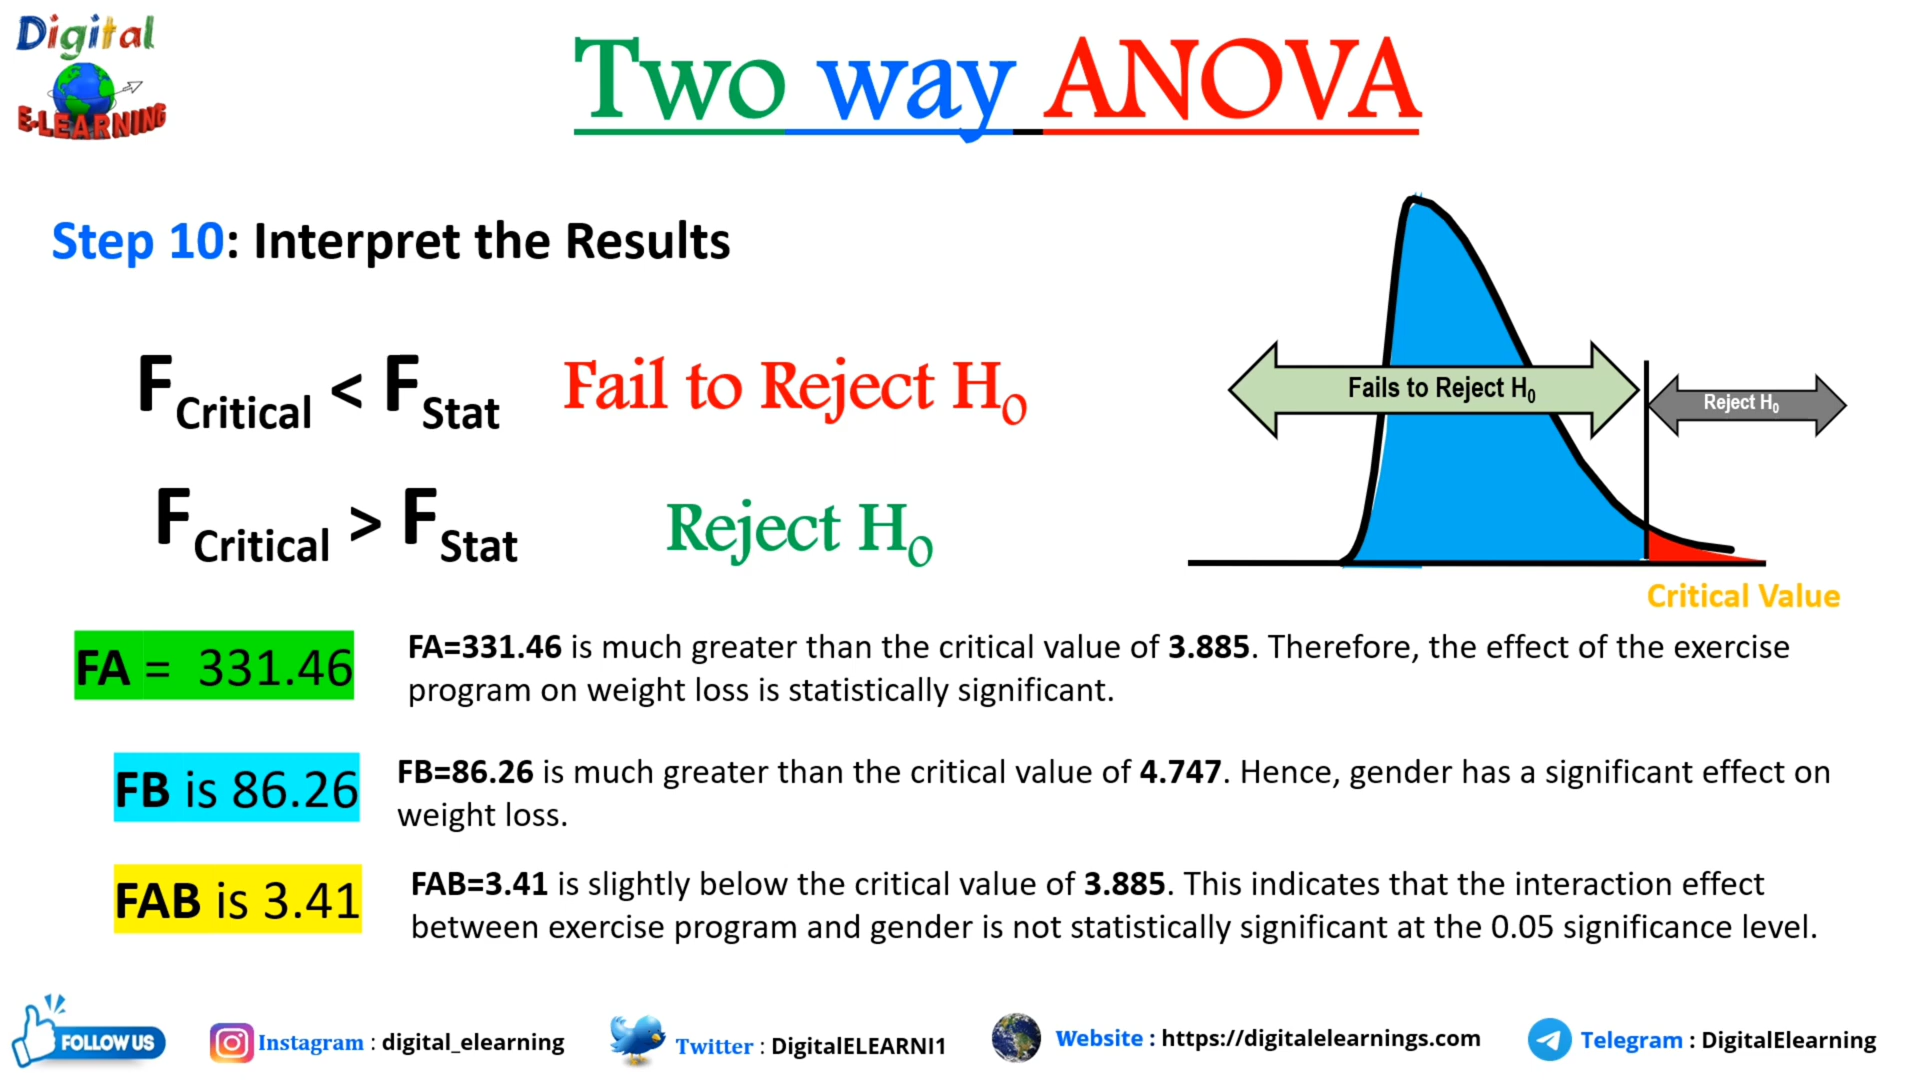 Digital
E-LEARNING
Two way ANOVA
Step 10: Interpret the Results
F Critical < F Stat Fail to Reject H0
F Critical > F Stat Reject H0
Fails to Reject H0
Reject H0
Critical Value
FA = 331.46
FA=331.46 is much greater than the critical value of 3.885. Therefore, the effect of the exercise
program on weight loss is statistically significant.
FB is 86.26
FB=86.26 is much greater than the critical value of 4.747. Hence, gender has a significant effect on
weight loss.
FAB is 3.41
FAB=3.41 is slightly below the critical value of 3.885. This indicates that the interaction effect
between exercise program and gender is not statistically significant at the 0.05 significance level.
FOLLOW US
Instagram : digital_elearning
Twitter : DigitalELEARNI1
Website : https://digitalelearnings.com
Telegram : DigitalElearning